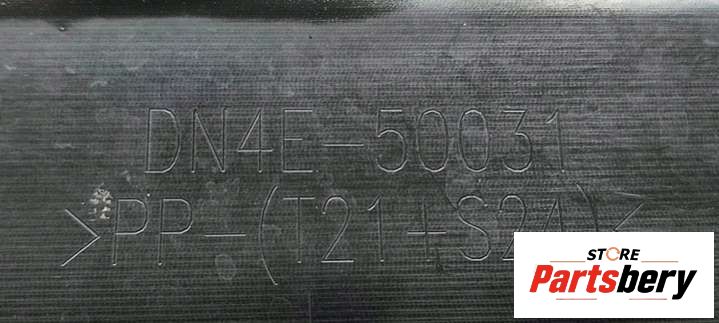 DN4E-50031
>PP-(T21+S24)<
STORE
Partsbery